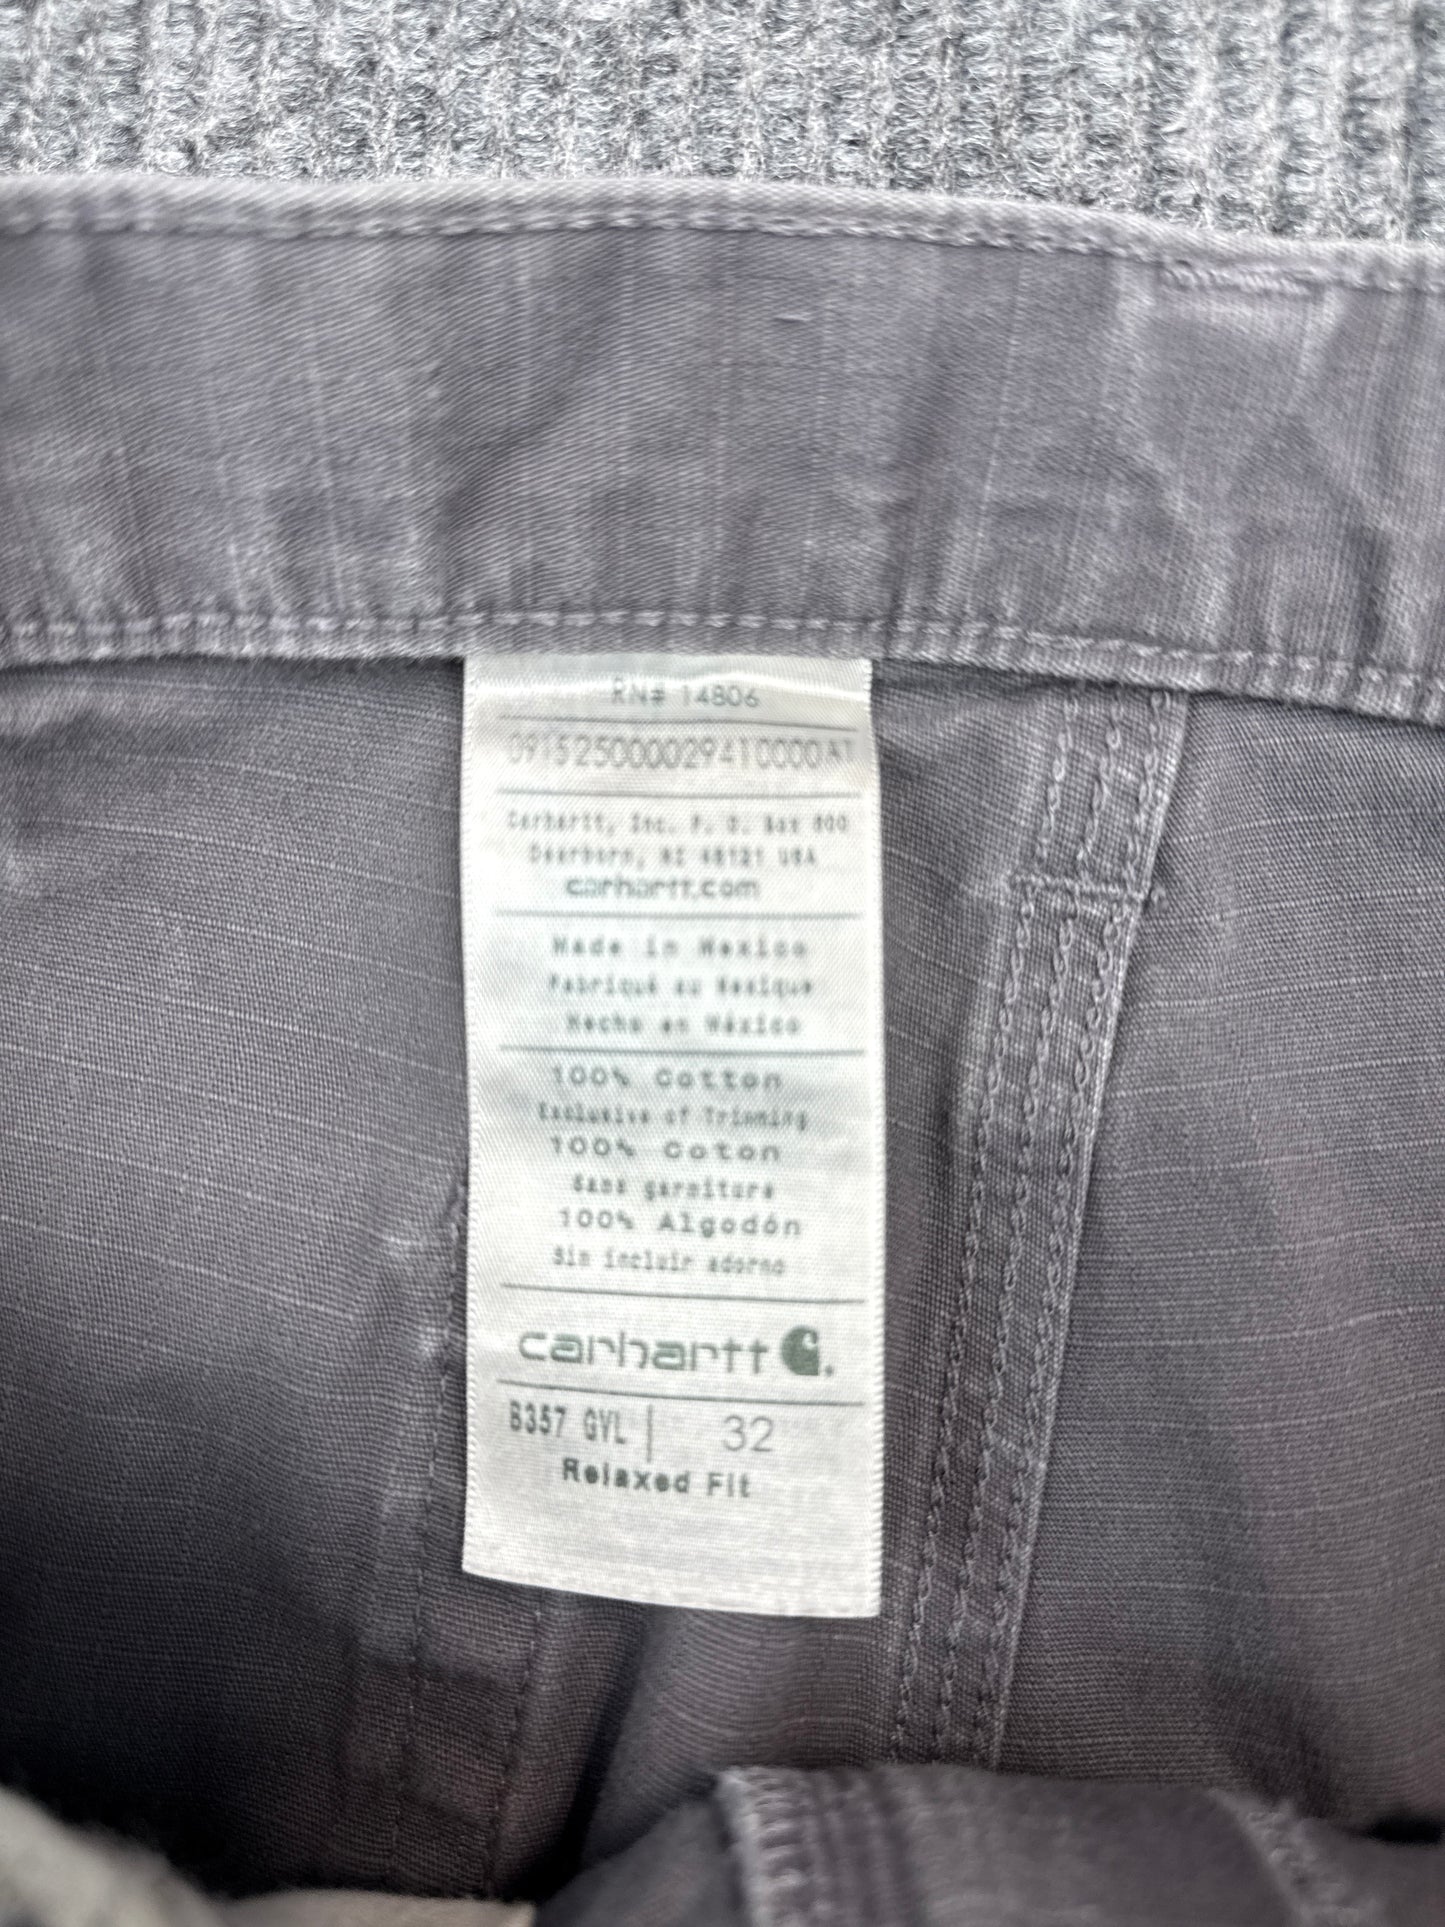 RN# 14806
0915250000029410000A1
Carhartt, Inc. P. O. Box 600
Dearborn, MI 48121 USA
carhartt.com
Made in Mexico
Fabriqué au Mexique
Hecho en México
100% Cotton
Exclusive of Trimming
100% Coton
Sans garniture
100% Algodón
Sin incluir adorno
carhartt
B357 GVL | 32
Relaxed Fit